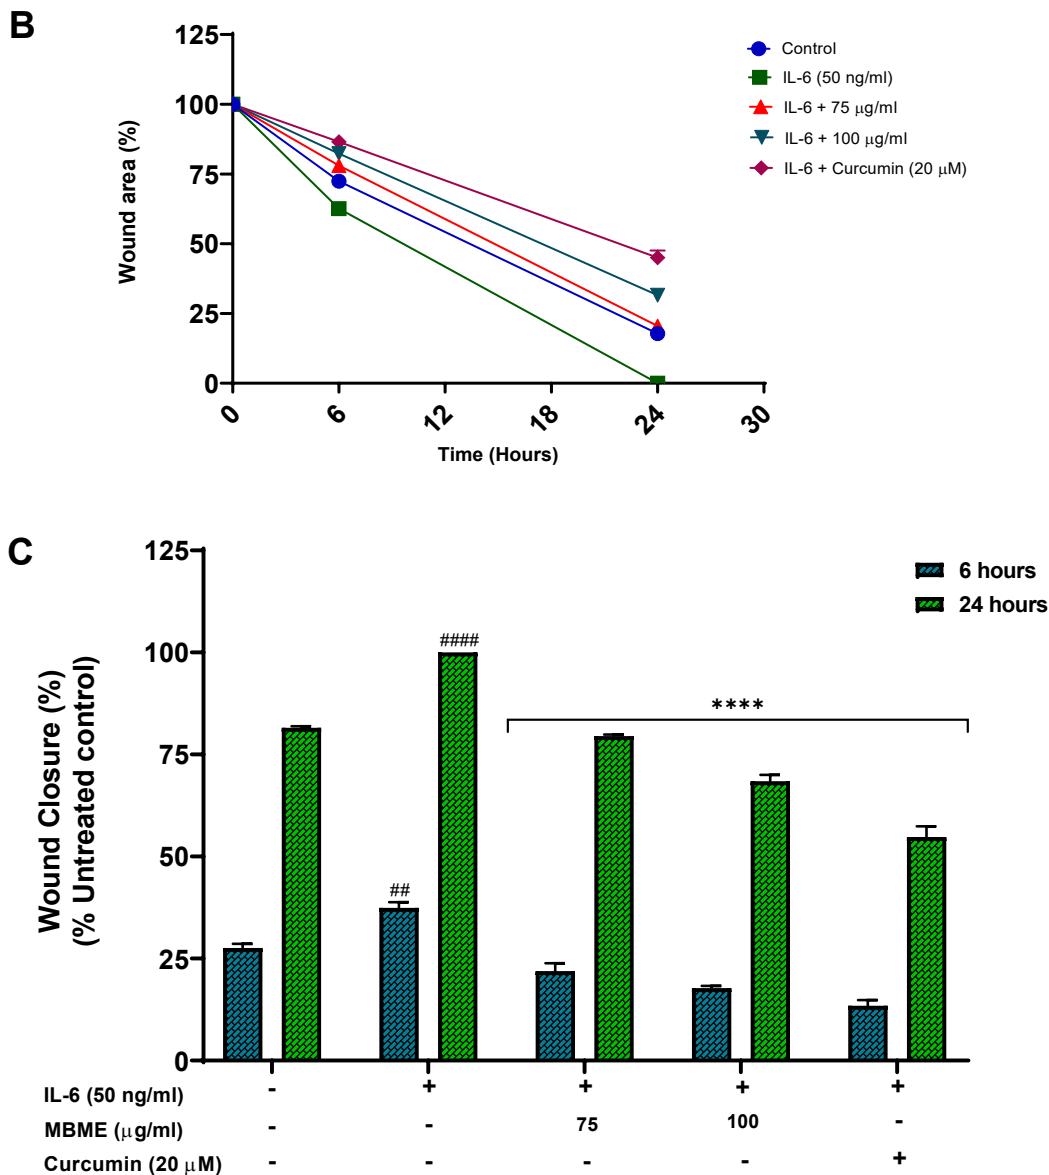 B
Wound area (%)
125
100
75
50
25
0
0 6 12 18 24 30
Time (Hours)
Control
IL-6 (50 ng/ml)
IL-6 + 75 μg/ml
IL-6 + 100 μg/ml
IL-6 + Curcumin (20 μM)
C
Wound Closure (%)
(% Untreated control)
125
100
75
50
25
0
6 hours
24 hours
##
####
****
IL-6 (50 ng/ml) - + + + +
MBME (μg/ml) - - 75 100 -
Curcumin (20 μM) - - - - +